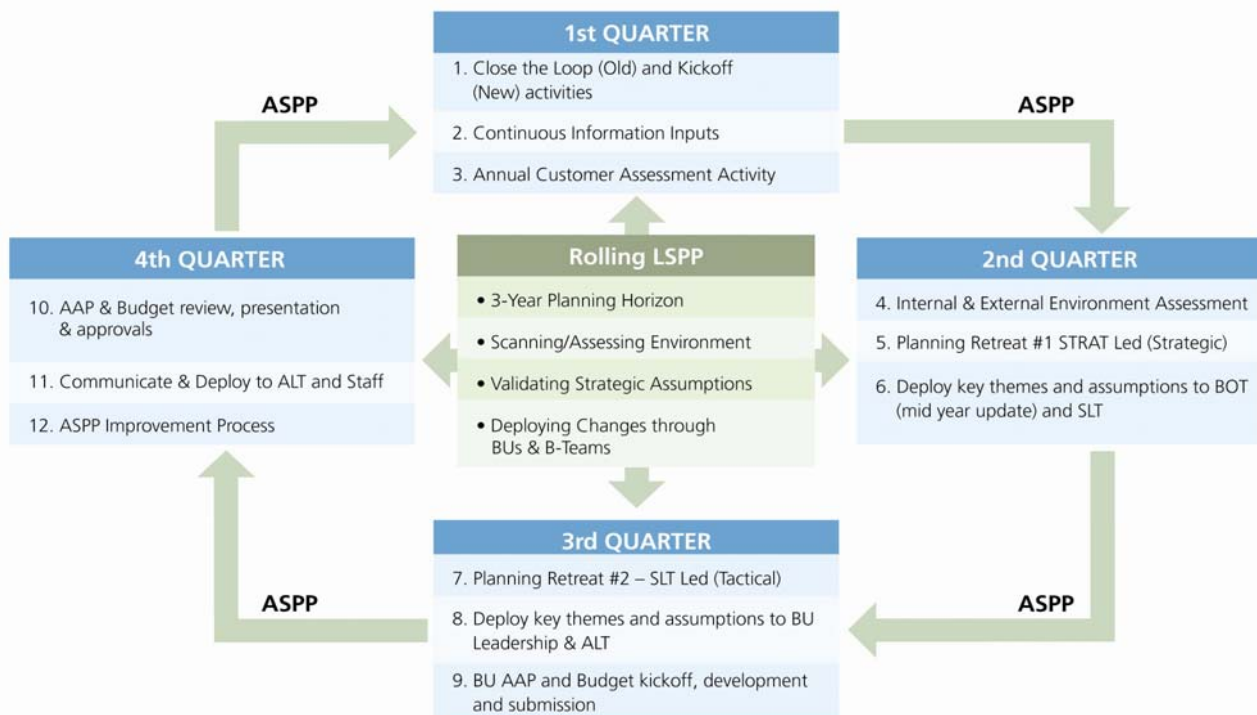 1st QUARTER
1. Close the Loop (Old) and Kickoff
(New) activities
2. Continuous Information Inputs
3. Annual Customer Assessment Activity
ASPP
ASPP
4th QUARTER
10. AAP & Budget review, presentation
& approvals
11. Communicate & Deploy to ALT and Staff
12. ASPP Improvement Process
Rolling LSPP
• 3-Year Planning Horizon
• Scanning/Assessing Environment
• Validating Strategic Assumptions
• Deploying Changes through
BUs & B-Teams
2nd QUARTER
4. Internal & External Environment Assessment
5. Planning Retreat #1 STRAT Led (Strategic)
6. Deploy key themes and assumptions to BOT
(mid year update) and SLT
3rd QUARTER
7. Planning Retreat #2 – SLT Led (Tactical)
8. Deploy key themes and assumptions to BU
Leadership & ALT
9. BU AAP and Budget kickoff, development
and submission
ASPP
ASPP